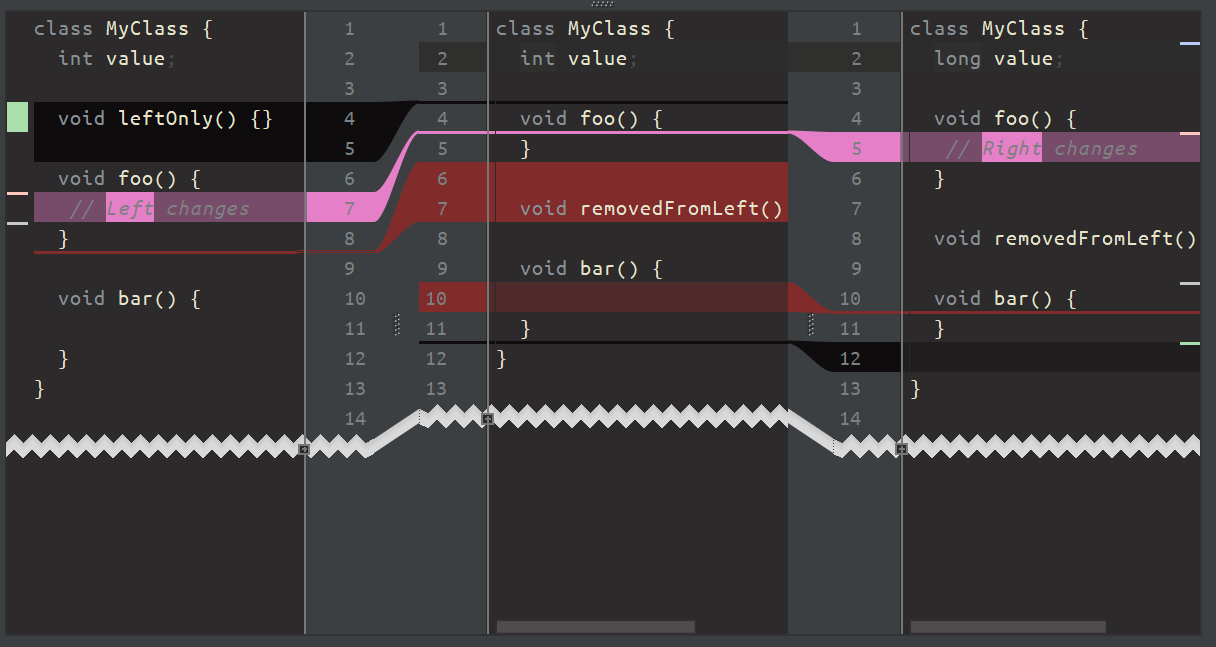 class MyClass {
int value;
void leftOnly() {}
void foo() {
// Left changes
}
void bar() {
}
}
1
2
3
4
5
6
7
8
9
10
11
12
13
14
1
2
3
4
5
6
7
8
9
10
11
12
13
class MyClass {
int value;
void foo() {
}
void removedFromLeft()
void bar() {
}
}
1
2
3
4
5
6
7
8
9
10
11
12
13
14
class MyClass {
long value;
void foo() {
// Right changes
}
void removedFromLeft()
void bar() {
}
}